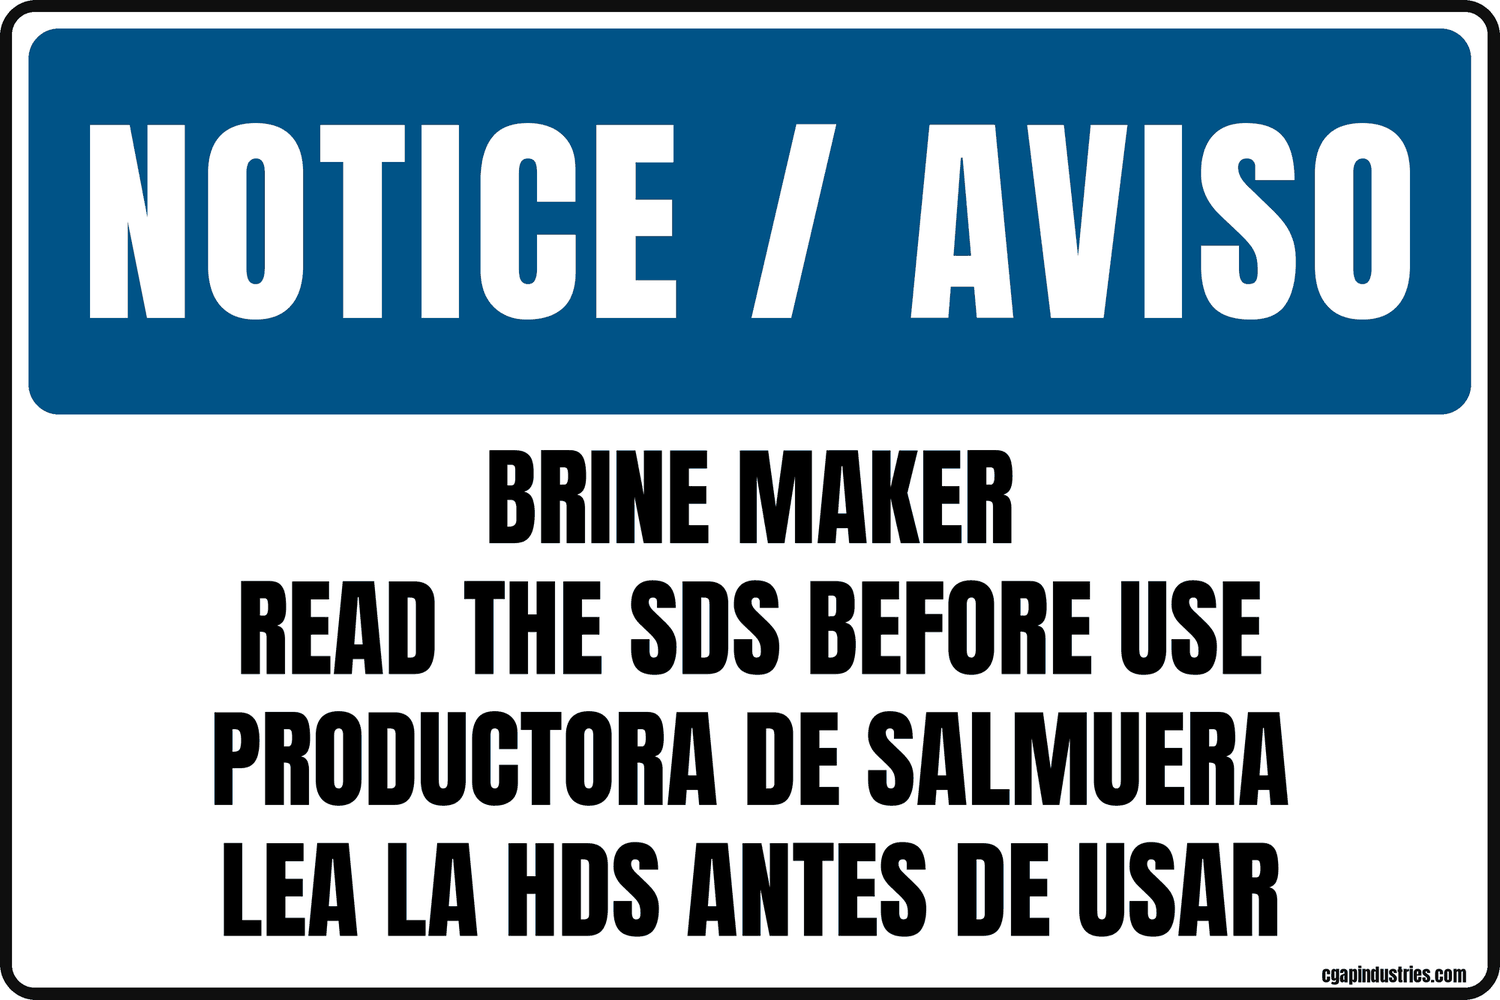 NOTICE / AVISO
BRINE MAKER
READ THE SDS BEFORE USE
PRODUCTORA DE SALMUERA
LEA LA HDS ANTES DE USAR
cgapindustries.com